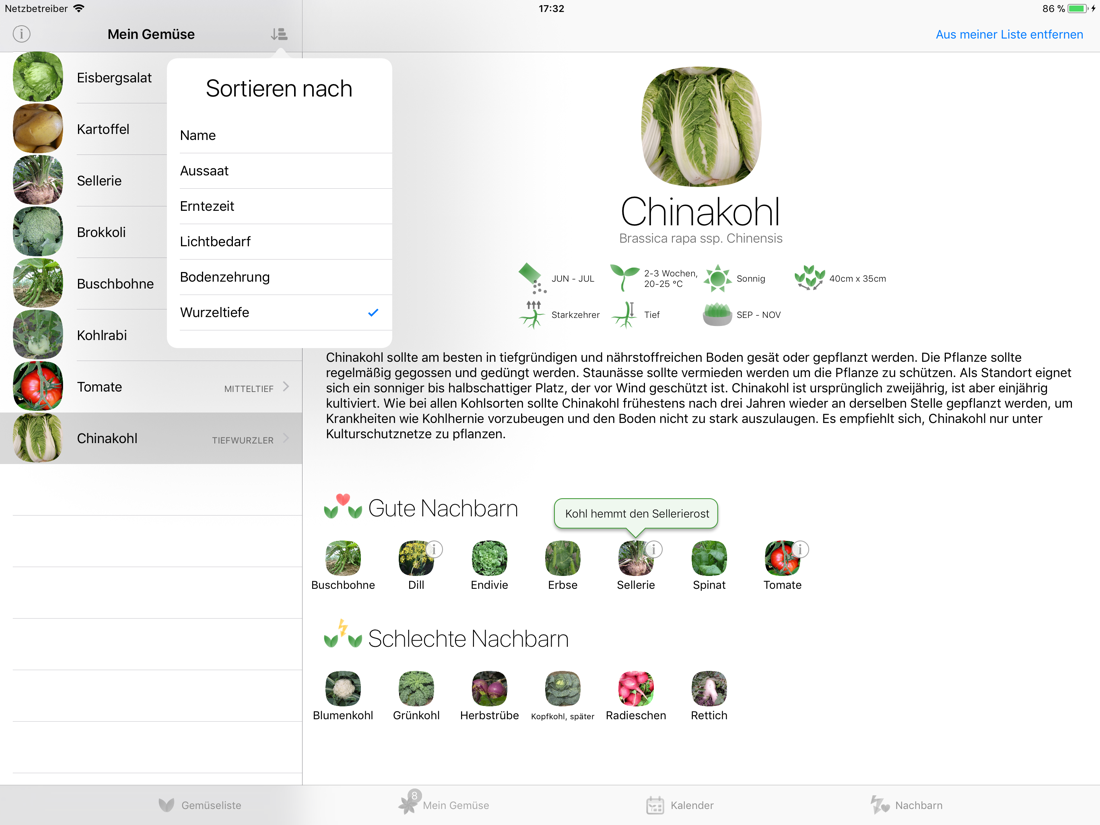 Netzbetreiber
17:32
86 %
i
Mein Gemüse
Aus meiner Liste entfernen
Eisbergsalat
Kartoffel
Sellerie
Brokkoli
Buschbohne
Kohlrabi
Tomate
MITTELTIEF
Chinakohl
TIEFWURZLER
Sortieren nach
Name
Aussaat
Erntezeit
Lichtbedarf
Bodenzehrung
Wurzeltiefe
Chinakohl
Brassica rapa ssp. Chinensis
JUN - JUL
2-3 Wochen,
20-25 °C
Sonnig
40cm x 35cm
Starkzehrer
Tief
SEP - NOV
Chinakohl sollte am besten in tiefgründigen und nährstoffreichen Boden gesät oder gepflanzt werden. Die Pflanze sollte
regelmäßig gegossen und gedüngt werden. Staunässe sollte vermieden werden um die Pflanze zu schützen. Als Standort eignet
sich ein sonniger bis halbschattiger Platz, der vor Wind geschützt ist. Chinakohl ist ursprünglich zweijährig, ist aber einjährig
kultiviert. Wie bei allen Kohlsorten sollte Chinakohl frühestens nach drei Jahren wieder an derselben Stelle gepflanzt werden, um
Krankheiten wie Kohlhernie vorzubeugen und den Boden nicht zu stark auszulaugen. Es empfiehlt sich, Chinakohl nur unter
Kulturschutznetze zu pflanzen.
Gute Nachbarn
Kohl hemmt den Sellerierost
i
i
i
Buschbohne
Dill
Endivie
Erbse
Sellerie
Spinat
Tomate
Schlechte Nachbarn
Blumenkohl
Grünkohl
Herbstrübe
Kopfkohl, später
Radieschen
Rettich
Gemüseliste
8
Mein Gemüse
Kalender
Nachbarn